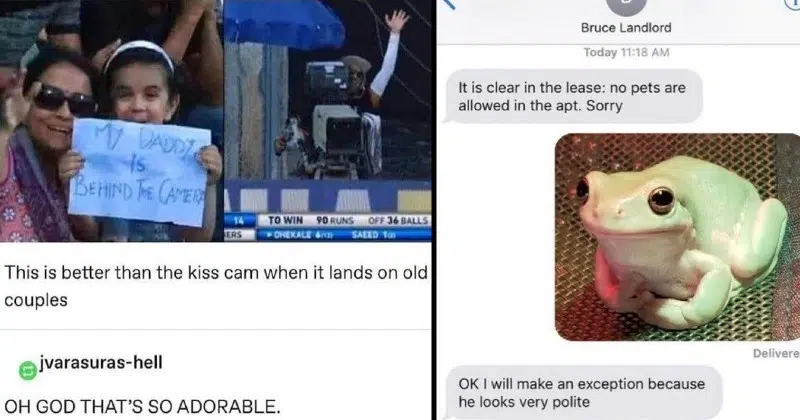 MY DADDY
IS
BEHIND THE CAMERA
14 TO WIN 90 RUNS OFF 36 BALLS
ERS DHEKALE SAEED
This is better than the kiss cam when it lands on old
couples
jvarasuras-hell
OH GOD THAT'S SO ADORABLE.
Bruce Landlord
Today 11:18 AM
It is clear in the lease: no pets are
allowed in the apt. Sorry
Delivere
OK I will make an exception because
he looks very polite